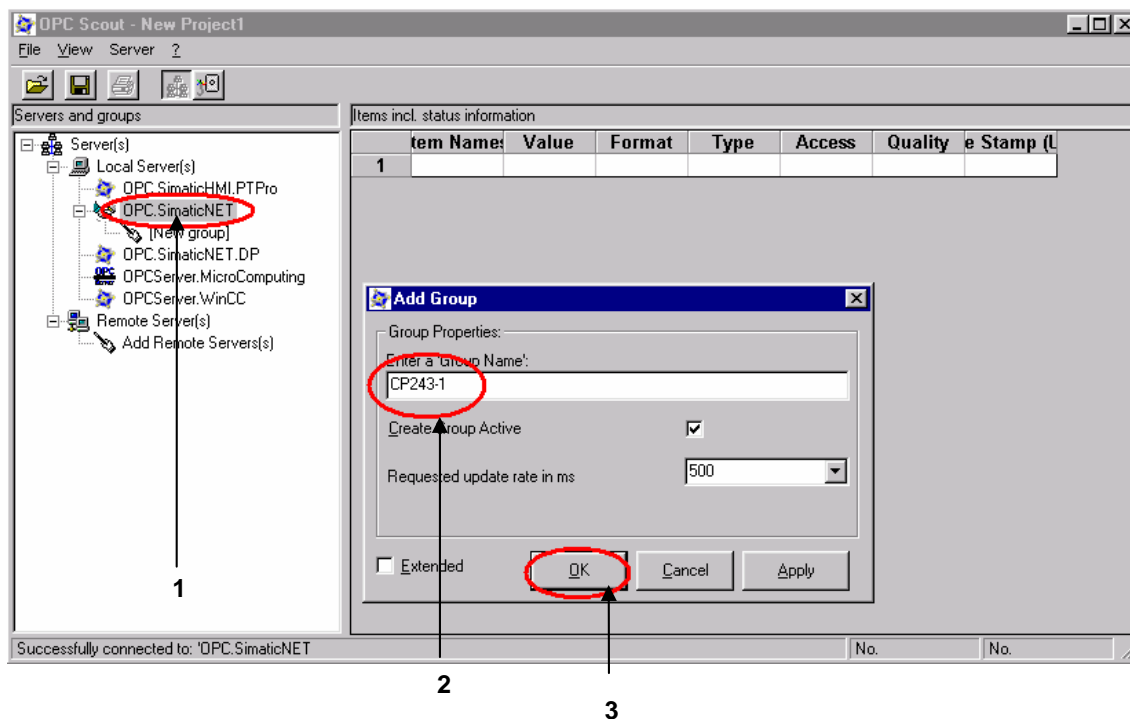 OPC Scout - New Project1
File View Server ?
Servers and groups
Items incl. status information
Server(s)
Local Server(s)
OPC.SimaticHMI.PTPro
OPC.SimaticNET
[New group]
OPC.SimaticNET.DP
OPCServer.MicroComputing
OPCServer.WinCC
Remote Server(s)
Add Remote Servers(s)
tem Names Value Format Type Access Quality e Stamp (L
1
Add Group
Group Properties:
Enter a 'Group Name':
CP243-1
Create Group Active
Requested update rate in ms
500
Extended OK Cancel Apply
1
Successfully connected to: 'OPC.SimaticNET No. No.
2
3